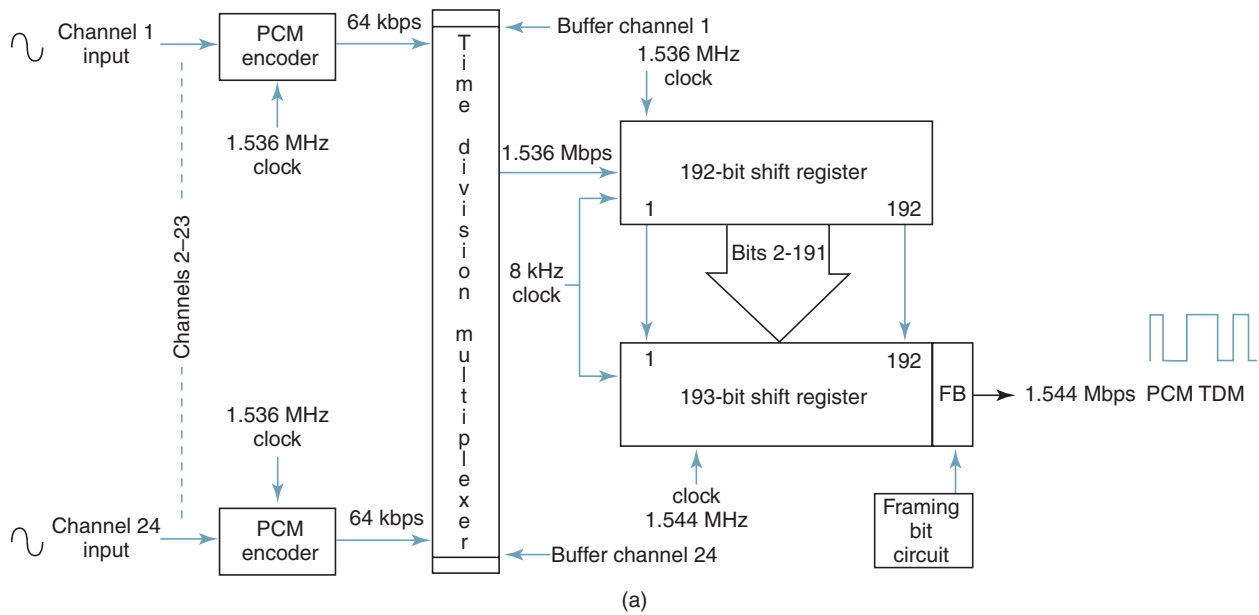 Channel 1
input
PCM
encoder
64 kbps
1.536 MHz
clock
Channels 2–23
Channel 24
input
1.536 MHz
clock
PCM
encoder
64 kbps
Time division multiplexer
Buffer channel 1
1.536 MHz
clock
1.536 Mbps
192-bit shift register
1
192
Bits 2-191
8 kHz
clock
1
192
193-bit shift register
FB
1.544 Mbps PCM TDM
clock
1.544 MHz
Framing
bit
circuit
Buffer channel 24
(a)